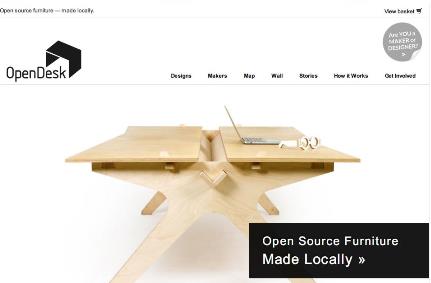 Open source furniture — made locally.
View basket
Are YOU a
MAKER or
DESIGNER?
»
OpenDesk
Designs Makers Map Wall Stories How it Works Get Involved
Open Source Furniture
Made Locally »